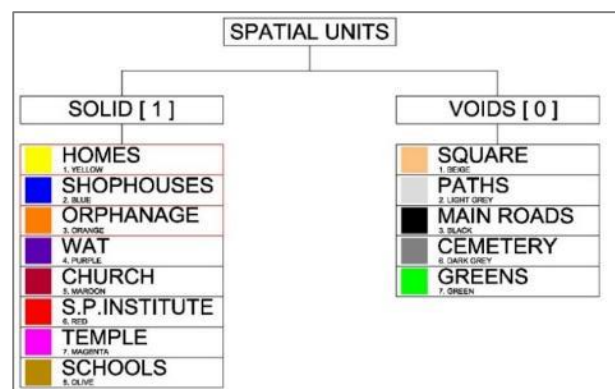 SPATIAL UNITS
SOLID [ 1 ]
HOMES
1. YELLOW
SHOPHOUSES
2. BLUE
ORPHANAGE
3. ORANGE
WAT
4. PURPLE
CHURCH
5. MAROON
S.P.INSTITUTE
6. RED
TEMPLE
7. MAGENTA
SCHOOLS
8. OLIVE
VOIDS [ 0 ]
SQUARE
1. BEIGE
PATHS
2. LIGHT GREY
MAIN ROADS
3. BLACK
CEMETERY
6. DARK GREY
GREENS
7. GREEN